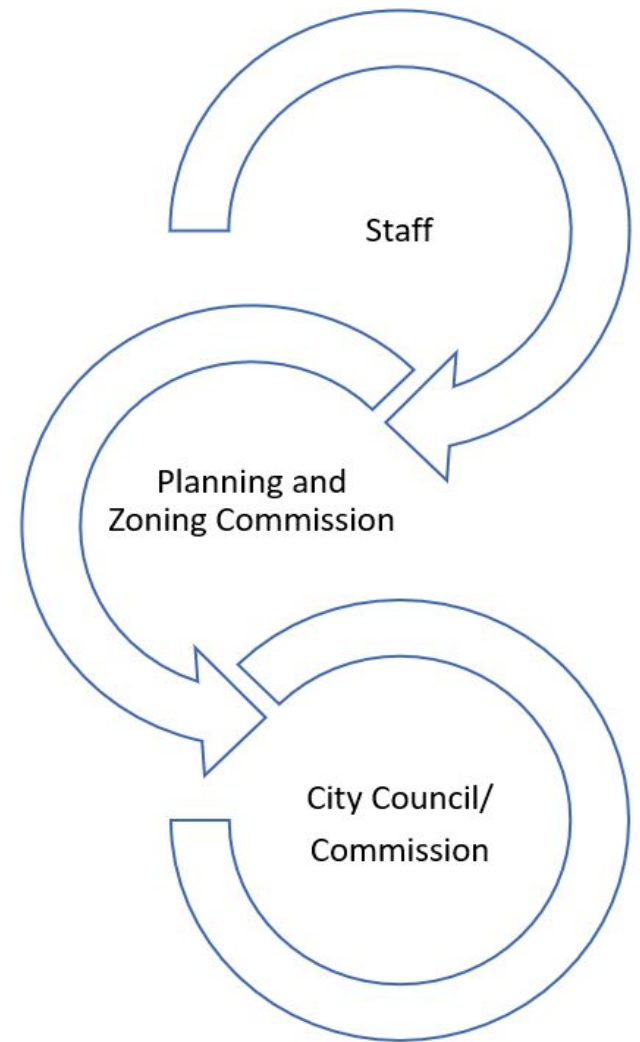 Staff
Planning and
Zoning Commission
City Council/
Commission